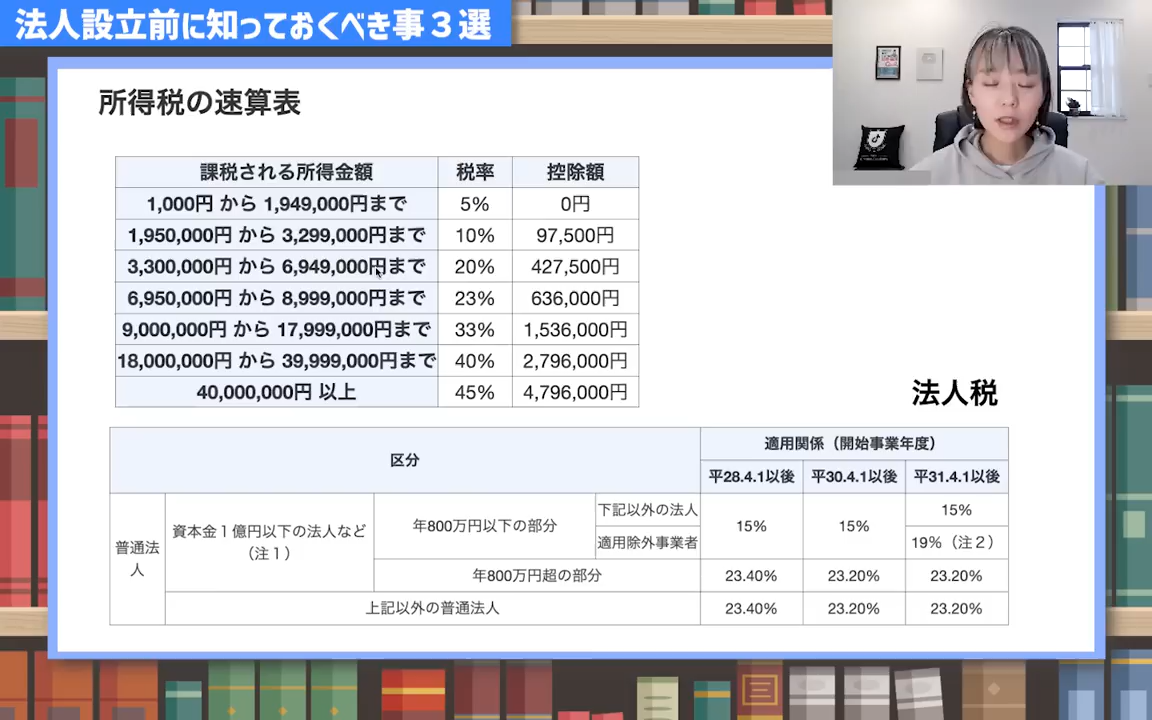 法人設立前に知っておくべき事３選
所得税の速算表
課税される所得金額 税率 控除額
1,000円 から 1,949,000円まで 5% 0円
1,950,000円 から 3,299,000円まで 10% 97,500円
3,300,000円 から 6,949,000円まで 20% 427,500円
6,950,000円 から 8,999,000円まで 23% 636,000円
9,000,000円 から 17,999,000円まで 33% 1,536,000円
18,000,000円 から 39,999,000円まで 40% 2,796,000円
40,000,000円 以上 45% 4,796,000円
法人税
区分 適用関係（開始事業年度）
平28.4.1以後 平30.4.1以後 平31.4.1以後
普通法人 資本金１億円以下の法人など（注１） 年800万円以下の部分 下記以外の法人 15% 15% 15%
適用除外事業者 19%（注２）
年800万円超の部分 23.40% 23.20% 23.20%
上記以外の普通法人 23.40% 23.20% 23.20%